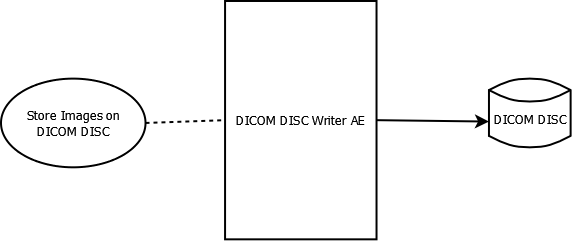 Store Images on
DICOM DISC
DICOM DISC Writer AE
DICOM DISC